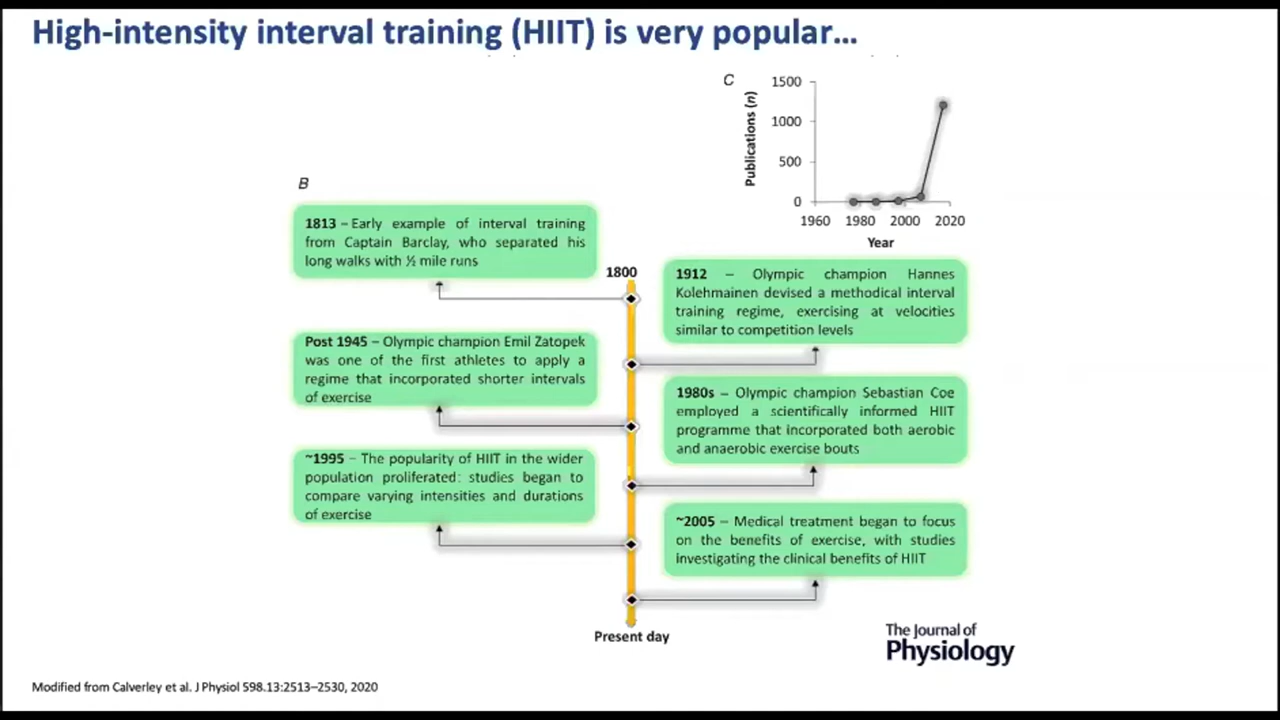 High-intensity interval training (HIIT) is very popular…
C
1500
1000
500
0
Publications (n)
1960 1980 2000 2020
Year
B
1813 – Early example of interval training
from Captain Barclay, who separated his
long walks with ½ mile runs
1800
1912 – Olympic champion Hannes
Kolehmainen devised a methodical interval
training regime, exercising at velocities
similar to competition levels
Post 1945 – Olympic champion Emil Zatopek
was one of the first athletes to apply a
regime that incorporated shorter intervals
of exercise
1980s – Olympic champion Sebastian Coe
employed a scientifically informed HIIT
programme that incorporated both aerobic
and anaerobic exercise bouts
~1995 – The popularity of HIIT in the wider
population proliferated: studies began to
compare varying intensities and durations
of exercise
~2005 – Medical treatment began to focus
on the benefits of exercise, with studies
investigating the clinical benefits of HIIT
Present day
The Journal of
Physiology
Modified from Calverley et al. J Physiol 598.13:2513–2530, 2020